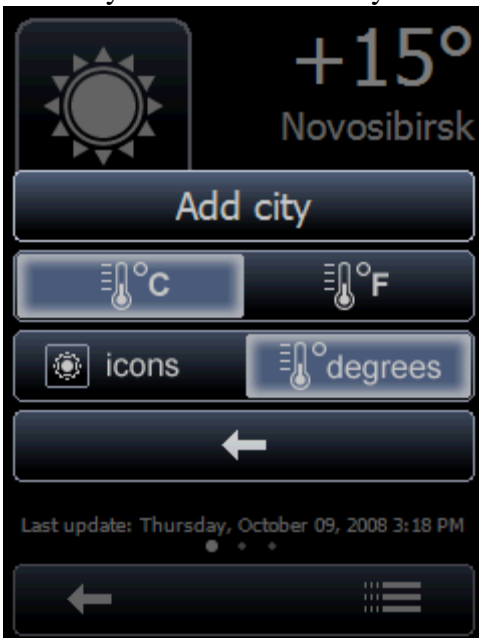 +15°
Novosibirsk
Add city
°C °F
icons °degrees
Last update: Thursday, October 09, 2008 3:18 PM